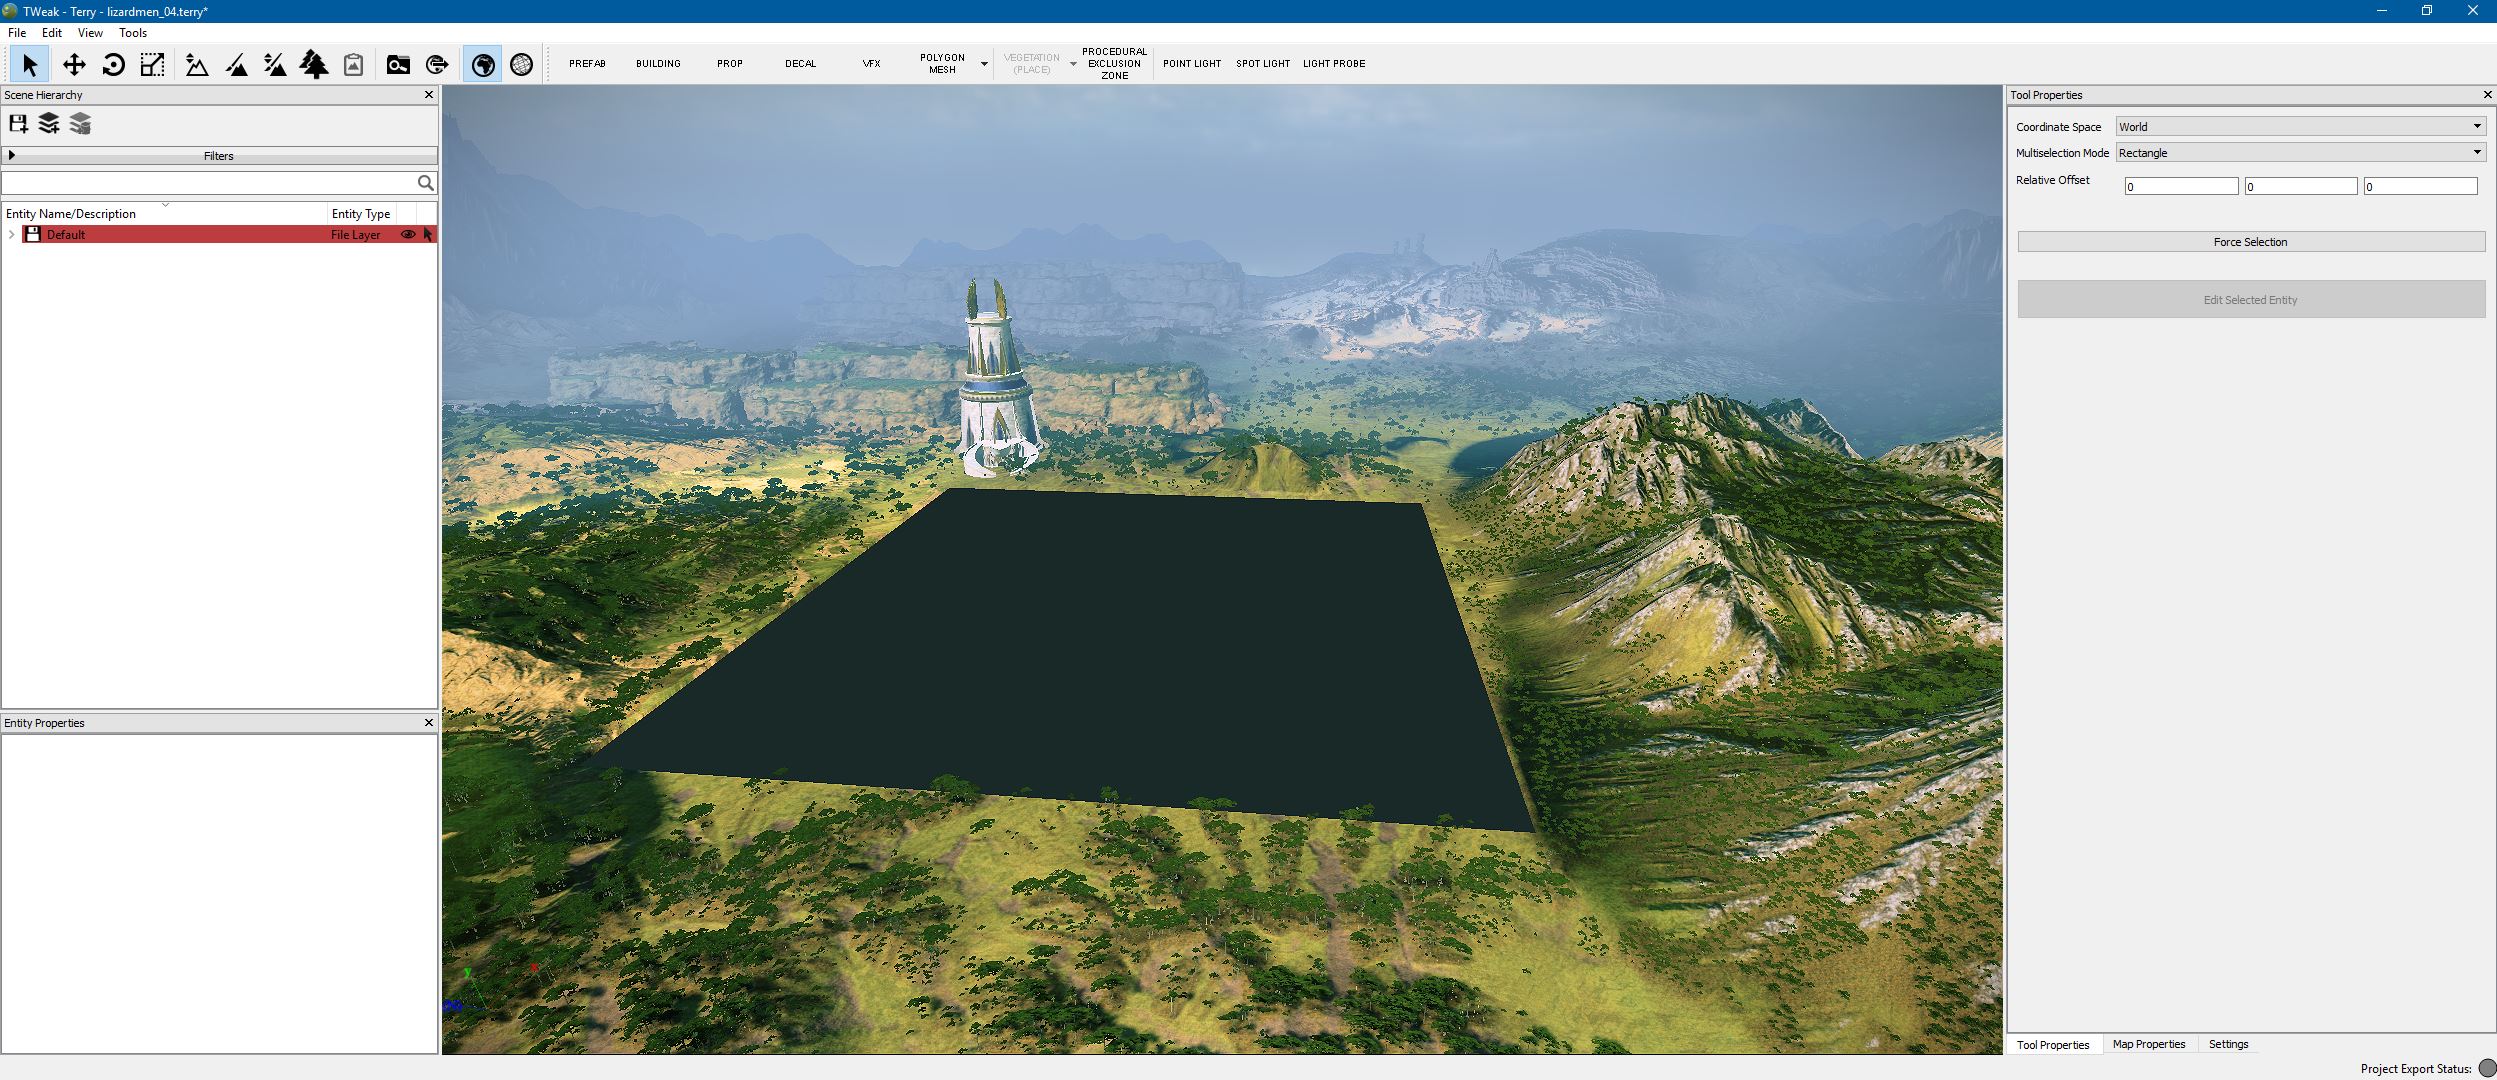 TWeak - Terry - lizardmen_04.terry*
File Edit View Tools
PREFAB BUILDING PROP DECAL VFX POLYGON MESH VEGETATION (PLACE) PROCEDURAL EXCLUSION ZONE POINT LIGHT SPOT LIGHT LIGHT PROBE
Scene Hierarchy
Filters
Entity Name/Description Entity Type
Default File Layer
Entity Properties
y x
Tool Properties
Coordinate Space World
Multiselection Mode Rectangle
Relative Offset 0 0 0
Force Selection
Edit Selected Entity
Tool Properties Map Properties Settings
Project Export Status: